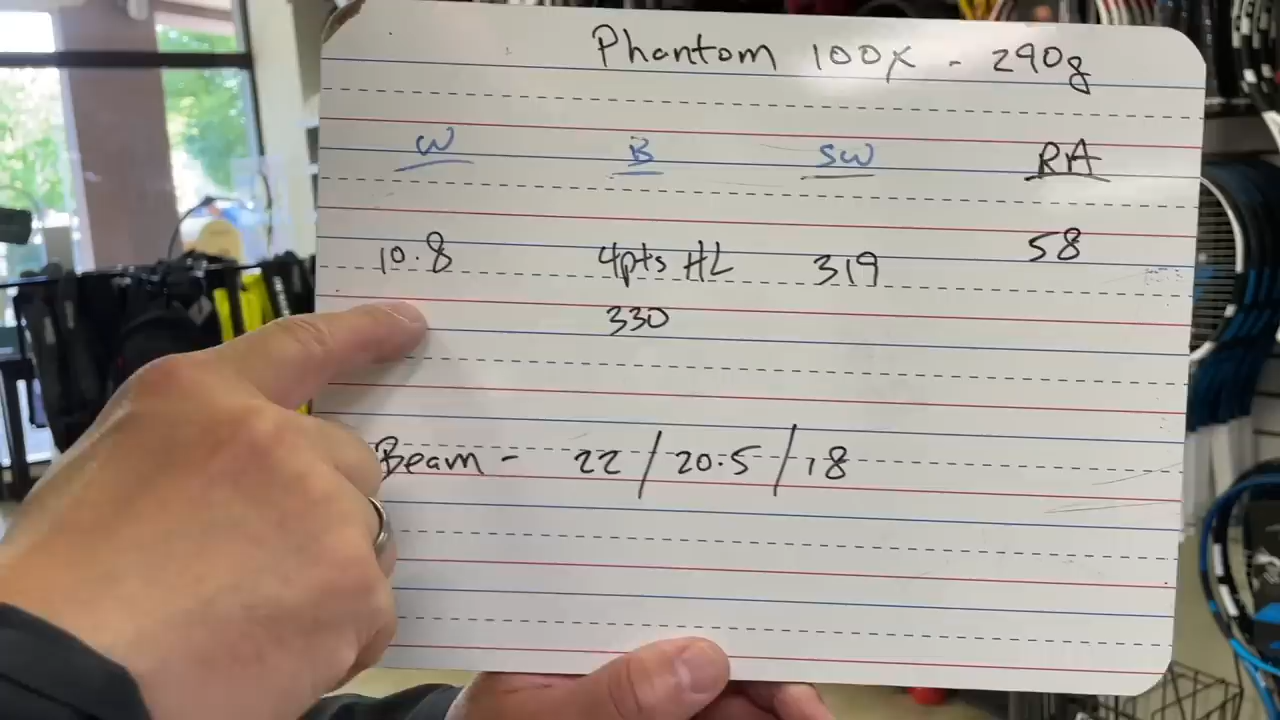 Phantom 100x - 290g
W B SW RA
10.8 4pts HL 319 58
330
Beam - 22 / 20.5 / 18